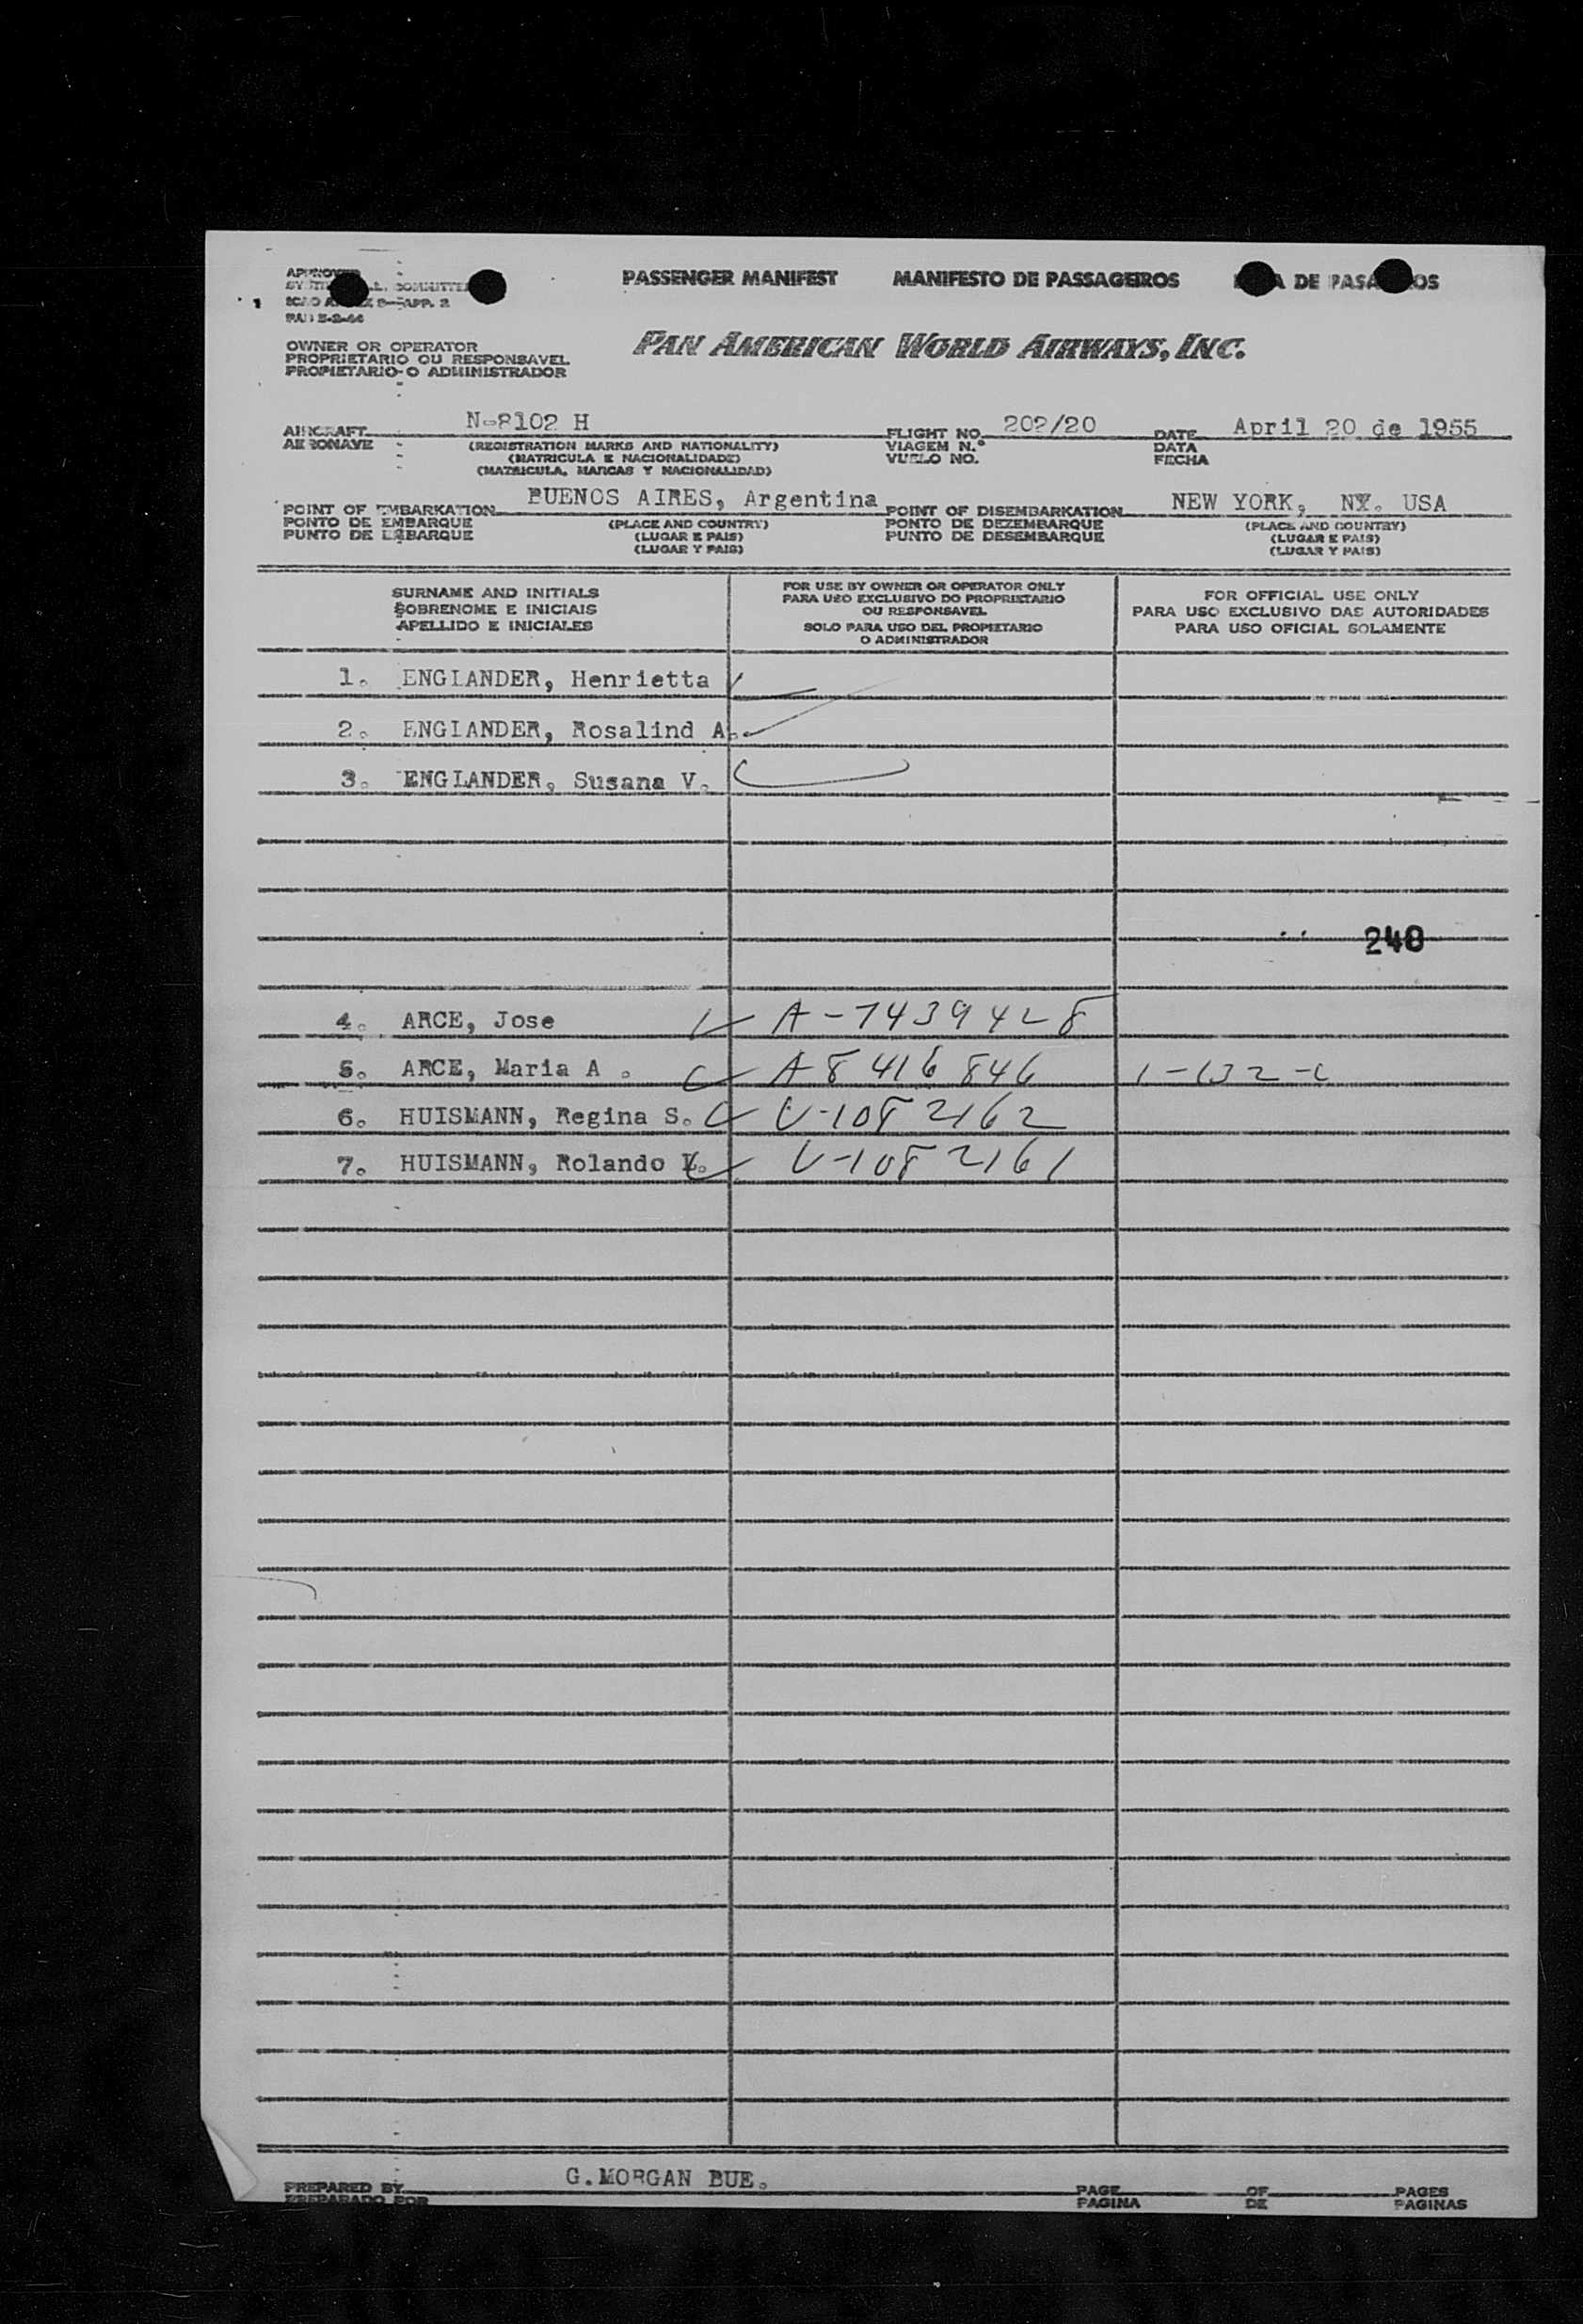 PASSENGER MANIFEST MANIFESTO DE PASSAGEIROS DE
ICAO APP. 2
OWNER OR OPERATOR
PROPRIETARIO OU RESPONSAVEL
PROPIETARIO O ADMINISTRADOR
PAN AMERICAN WORLD AIRWAYS, INC.
AIRCRAFT N-8102 H FLIGHT NO. 202/20 DATE April 20 de 1955
AERONAVE (REGISTRATION MARKS AND NATIONALITY) VIAGEM N.° DATA
(MATRICULA E NACIONALIDADE) VUELO NO. FECHA
(MATRICULA, MARCAS Y NACIONALIDAD)
POINT OF EMBARKATION BUENOS AIRES, Argentina POINT OF DISEMBARKATION NEW YORK, NY. USA
PONTO DE EMBARQUE (PLACE AND COUNTRY) PONTO DE DEZEMBARQUE (PLACE AND COUNTRY)
PUNTO DE EMBARQUE (LUGAR E PAIS) PUNTO DE DESEMBARQUE (LUGAR E PAIS)
(LUGAR Y PAIS) (LUGAR Y PAIS)
SURNAME AND INITIALS
SOBRENOME E INICIAIS
APELLIDO E INICIALES
FOR USE BY OWNER OR OPERATOR ONLY
PARA USO EXCLUSIVO DO PROPRIETARIO
OU RESPONSAVEL
SOLO PARA USO DEL PROPIETARIO
O ADMINISTRADOR
FOR OFFICIAL USE ONLY
PARA USO EXCLUSIVO DAS AUTORIDADES
PARA USO OFICIAL SOLAMENTE
1. ENGLANDER, Henrietta
2. ENGLANDER, Rosalind A.
3. ENGLANDER, Susana V.
240
4. ARCE, Jose A-7439428
5. ARCE, Maria A. A8416846 1-132-C
6. HUISMANN, Regina S. V-1082162
7. HUISMANN, Rolando V-1082161
G.MORGAN BUE.
PREPARED BY PAGE OF PAGES
PREPARADO POR PAGINA DE PAGINAS